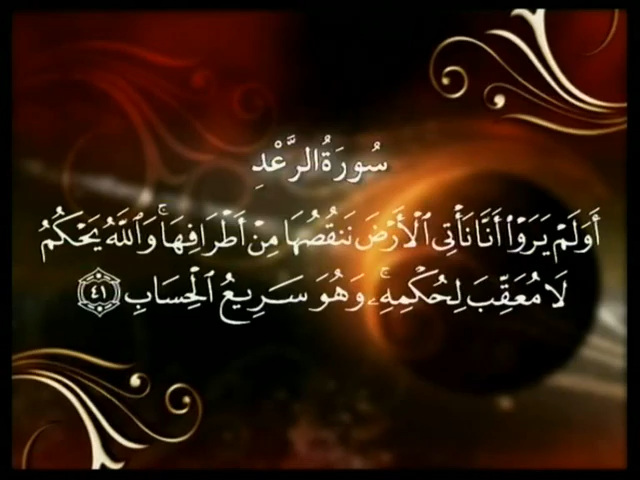 سُورَةُ الرَّعْدِ
أَوَلَمْ يَرَوْا۟ أَنَّا نَأْتِى ٱلْأَرْضَ نَنقُصُهَا مِنْ أَطْرَافِهَا ۚ وَٱللَّهُ يَحْكُمُ
لَا مُعَقِّبَ لِحُكْمِهِۦ ۚ وَهُوَ سَرِيعُ ٱلْحِسَابِ ٤١